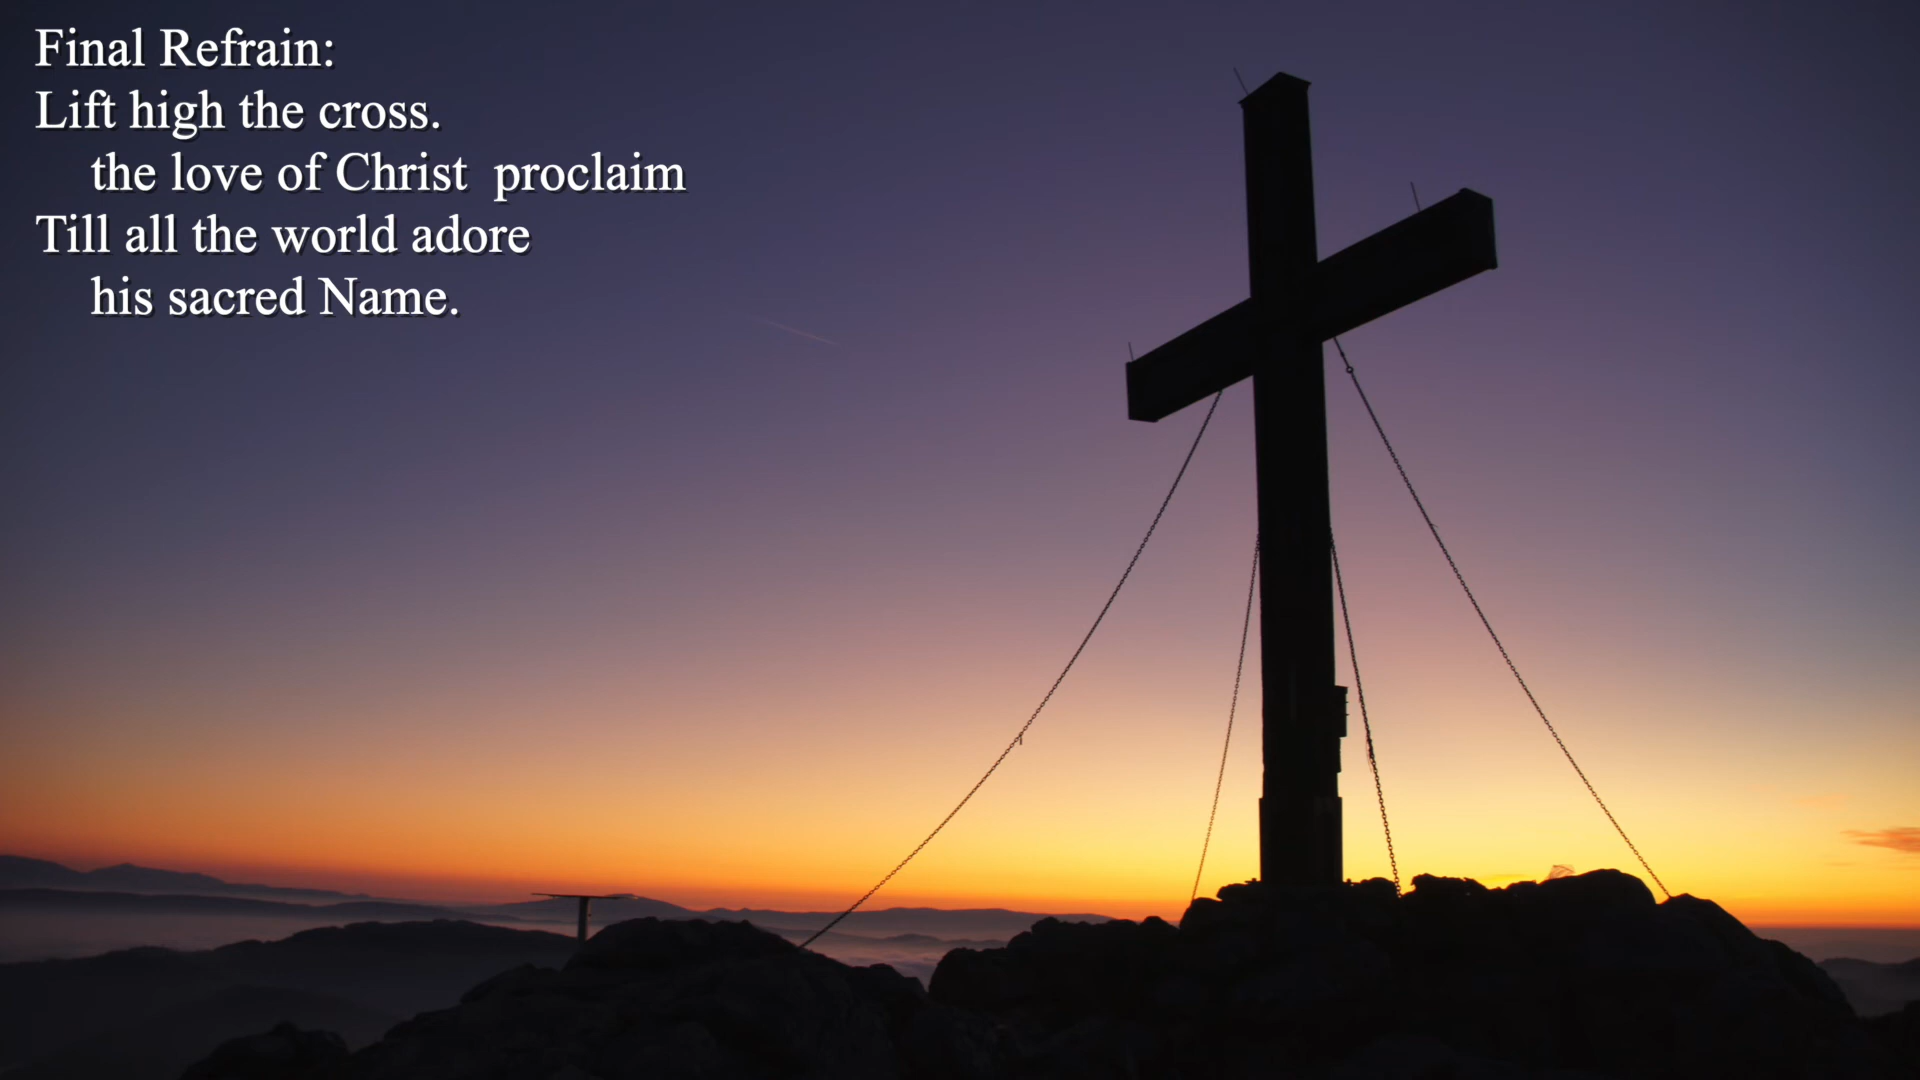 Final Refrain:
Lift high the cross.
the love of Christ  proclaim
Till all the world adore
his sacred Name.